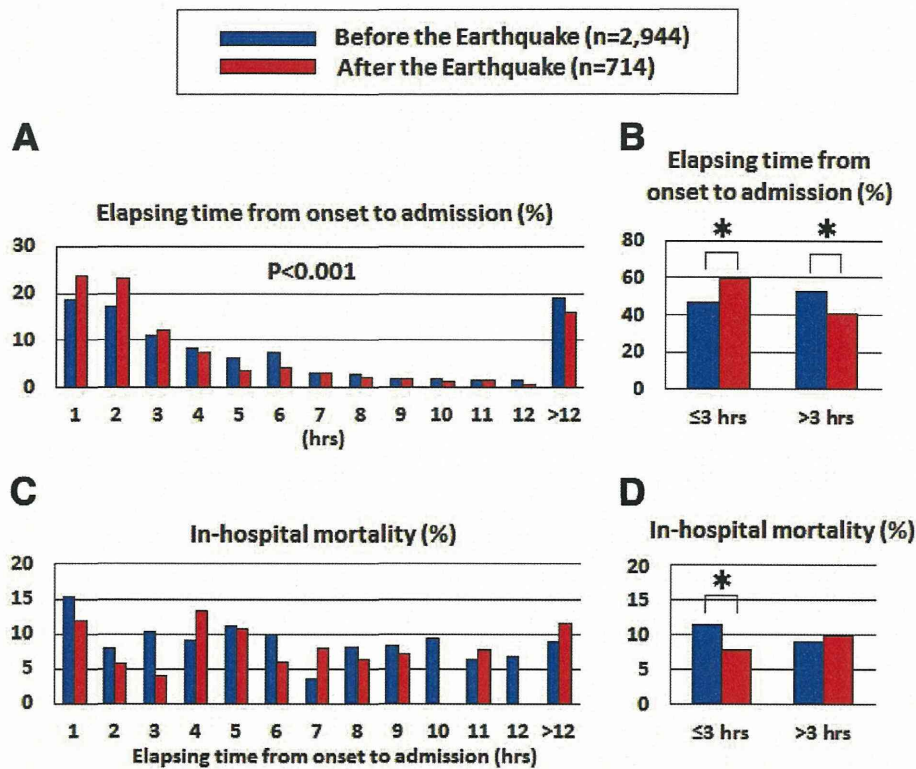 Before the Earthquake (n=2,944)
After the Earthquake (n=714)
A
Elapsing time from onset to admission (%)
30
20
10
0
P<0.001
1 2 3 4 5 6 7 8 9 10 11 12 >12
(hrs)
B
Elapsing time from
onset to admission (%)
80
60
40
20
0
* *
≤3 hrs >3 hrs
C
In-hospital mortality (%)
20
15
10
5
0
1 2 3 4 5 6 7 8 9 10 11 12 >12
Elapsing time from onset to admission (hrs)
D
In-hospital mortality (%)
20
15
10
5
0
*
≤3 hrs >3 hrs